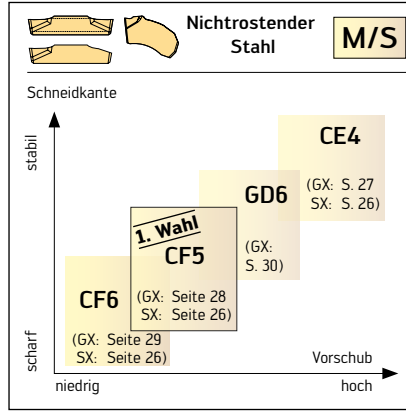 Nichtrostender
Stahl
M/S
Schneidkante
stabil
scharf
CE4
(GX: S. 27
SX: S. 26)
GD6
(GX:
S. 30)
1. Wahl
CF5
(GX: Seite 28
SX: Seite 26)
CF6
(GX: Seite 29
SX: Seite 26)
Vorschub
niedrig
hoch